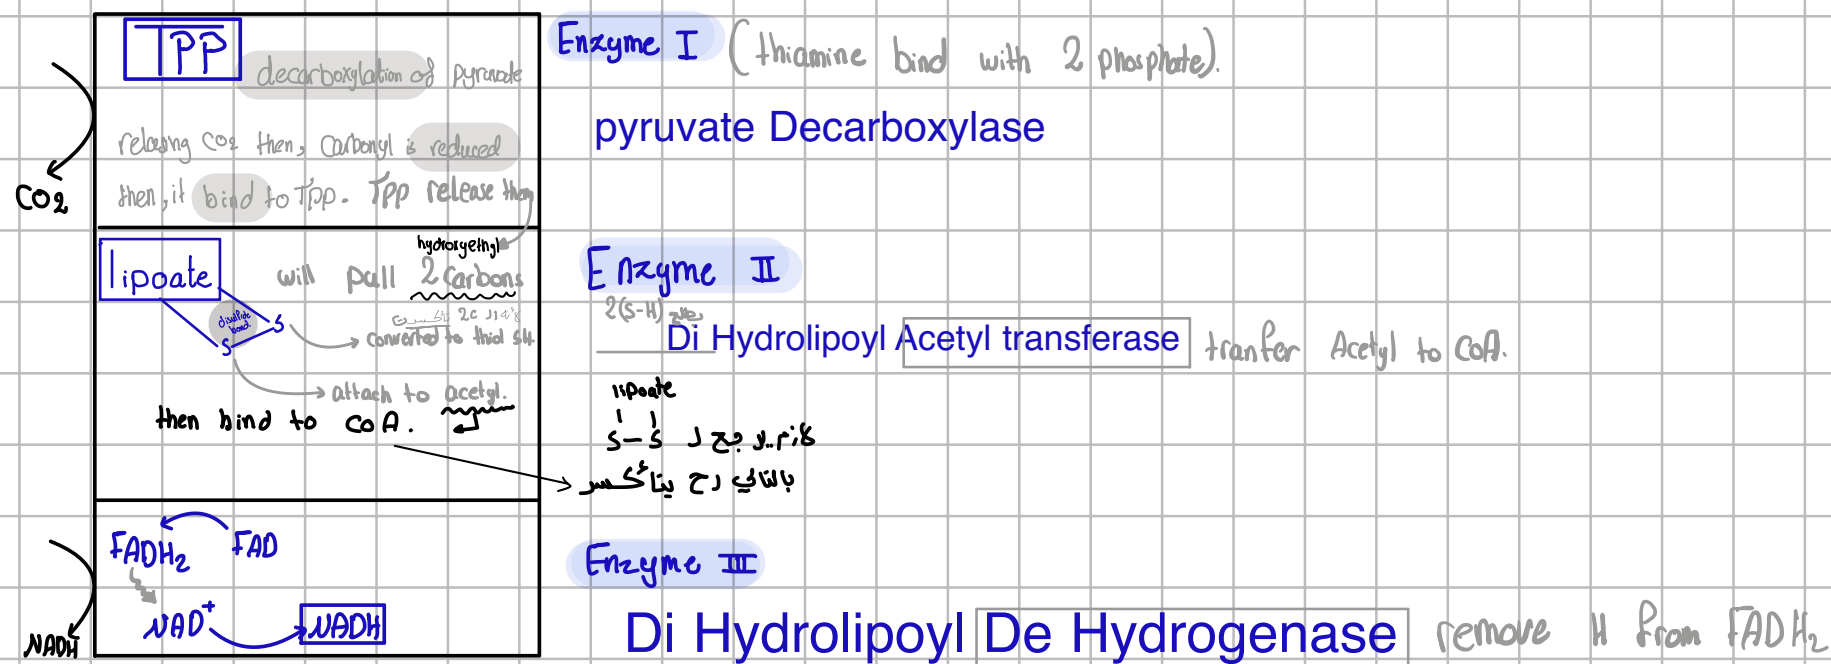 TPP
decarboxylation of pyruvate
relasing CO2 then, Carbonyl is reduced
then, it bind to TPP. TPP release them
CO2
Enzyme I (thiamine bind with 2 phosphate).
pyruvate Decarboxylase
hydroxyethyl
lipoate will pull 2 Carbons
disulfide bond.
S
S
converted to thiol SH.
attach to acetyl.
then bind to CoA.
Enzyme II
2(S-H)
Di Hydrolipoyl Acetyl transferase tranfer Acetyl to CoA.
lipoate
لازم يرجع ل S-S
بالتالي رح يتأكسد
FADH2 FAD
NAD+ NADH
NADH
Enzyme III
Di Hydrolipoyl De Hydrogenase remove H from FADH2